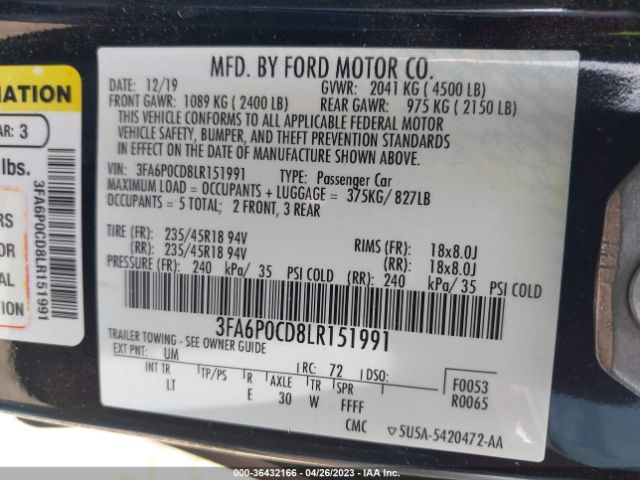 MFD. BY FORD MOTOR CO.
DATE: 12/19 GVWR: 2041 KG ( 4500 LB)
FRONT GAWR: 1089 KG ( 2400 LB) REAR GAWR: 975 KG ( 2150 LB)
THIS VEHICLE CONFORMS TO ALL APPLICABLE FEDERAL MOTOR
VEHICLE SAFETY, BUMPER, AND THEFT PREVENTION STANDARDS
IN EFFECT ON THE DATE OF MANUFACTURE SHOWN ABOVE.
VIN: 3FA6P0CD8LR151991 TYPE: Passenger Car
MAXIMUM LOAD = OCCUPANTS + LUGGAGE = 375KG/ 827LB
OCCUPANTS = 5 TOTAL; 2 FRONT, 3 REAR
TIRE (FR): 235/45R18 94V RIMS (FR): 18x8.0J
(RR): 235/45R18 94V (RR): 18x8.0J
PRESSURE (FR): 240 kPa/ 35 PSI COLD (RR): 240 kPa/ 35 PSI COLD
3FA6P0CD8LR151991
TRAILER TOWING - SEE OWNER GUIDE
EXT PNT: UM RC: 72 DSO: F0053
INT TR TP/PS R AXLE TR SPR R0065
LT E 30 W FFFF
CMC 5U5A-5420472-AA
MATION
AR: 3
lbs.
RS
OR
AL
S
3FA6P0CD8LR151991
000-36432166 - 04/26/2023 - IAA Inc.